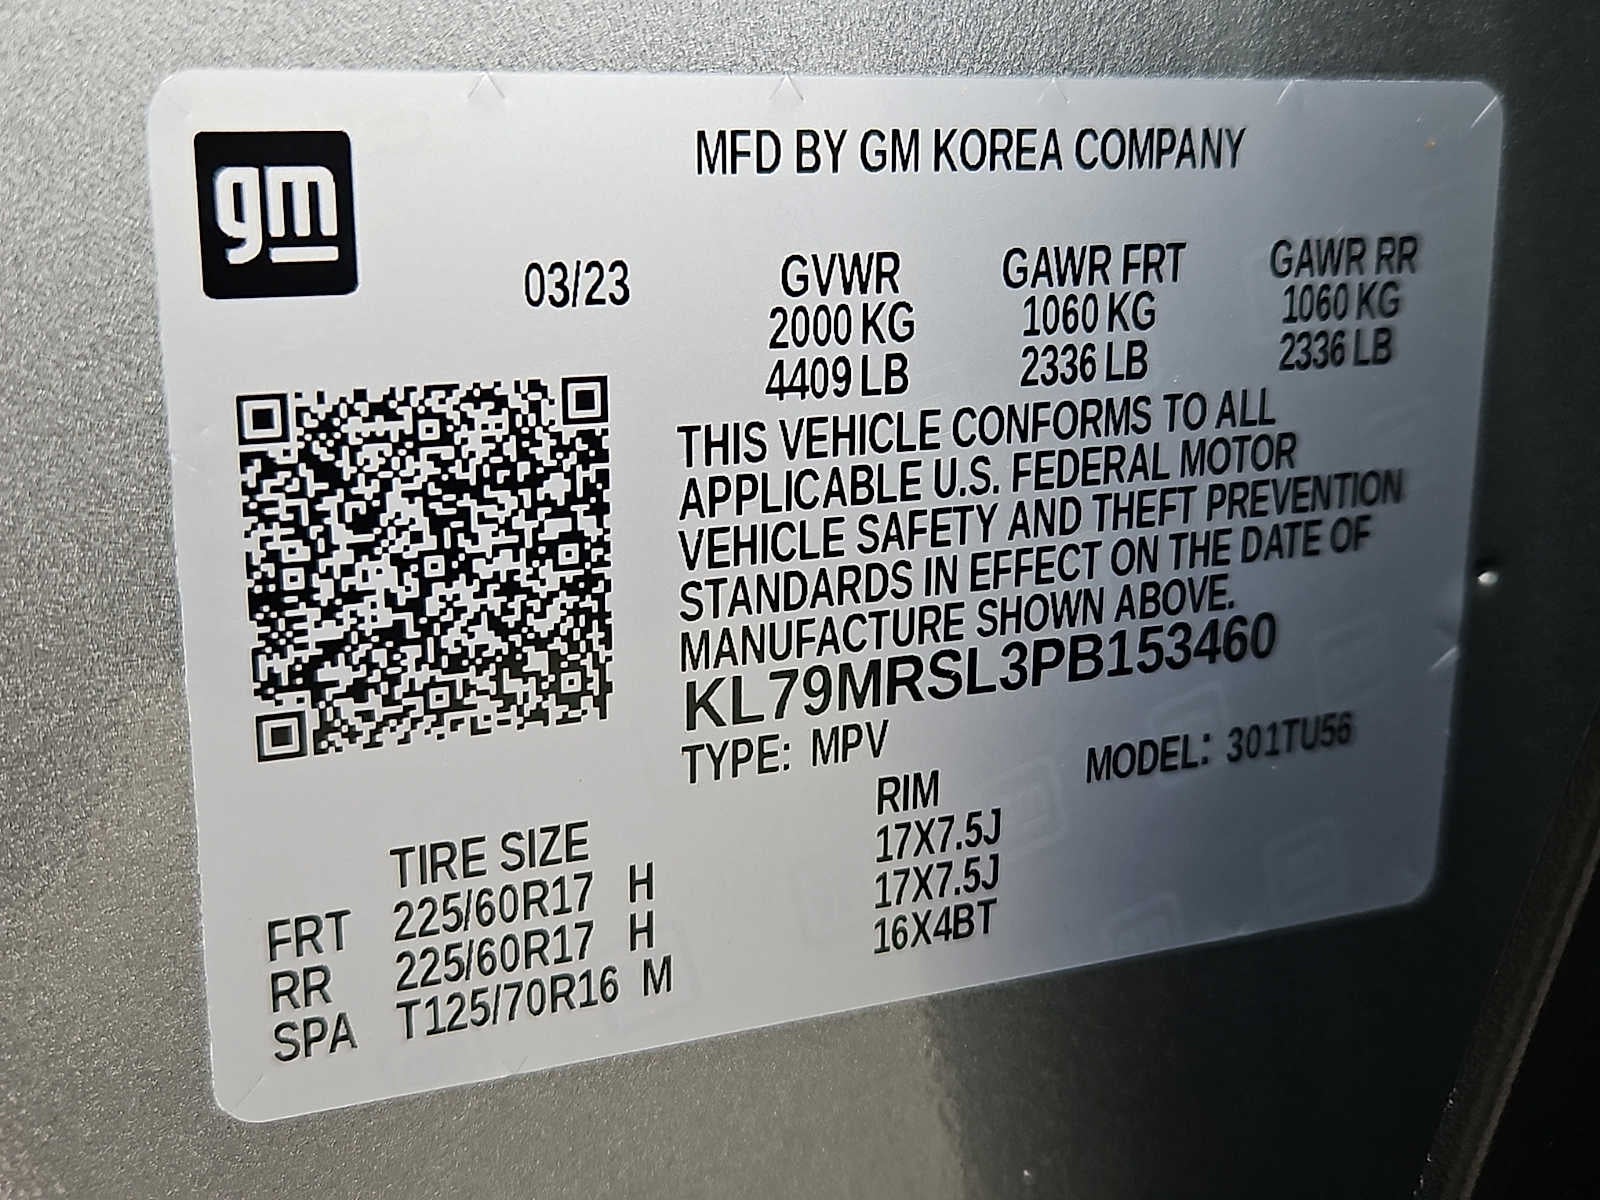 gm
MFD BY GM KOREA COMPANY
03/23
GVWR GAWR FRT GAWR RR
2000 KG 1060 KG 1060 KG
4409 LB 2336 LB 2336 LB
THIS VEHICLE CONFORMS TO ALL
APPLICABLE U.S. FEDERAL MOTOR
VEHICLE SAFETY AND THEFT PREVENTION
STANDARDS IN EFFECT ON THE DATE OF
MANUFACTURE SHOWN ABOVE.
KL79MRSL3PB153460
TYPE: MPV MODEL: 301TU56
TIRE SIZE RIM
FRT 225/60R17 H 17X7.5J
RR 225/60R17 H 17X7.5J
SPA T125/70R16 M 16X4BT